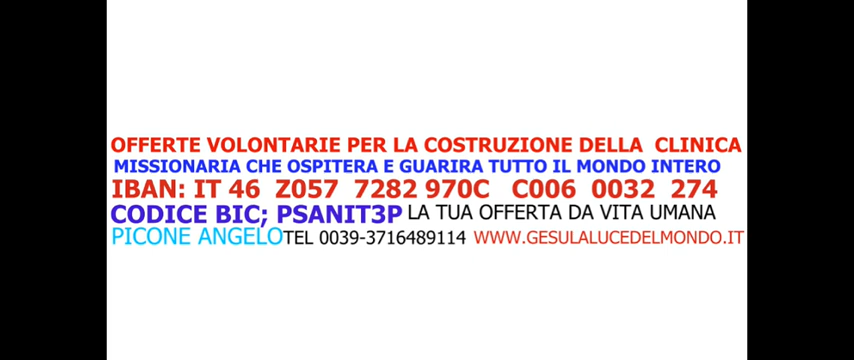 OFFERTE VOLONTARIE PER LA COSTRUZIONE DELLA CLINICA
MISSIONARIA CHE OSPITERA E GUARIRA TUTTO IL MONDO INTERO
IBAN: IT 46 Z057 7282 970C C006 0032 274
CODICE BIC; PSANIT3P LA TUA OFFERTA DA VITA UMANA
PICONE ANGELO TEL 0039-3716489114 WWW.GESULALUCEDELMONDO.IT